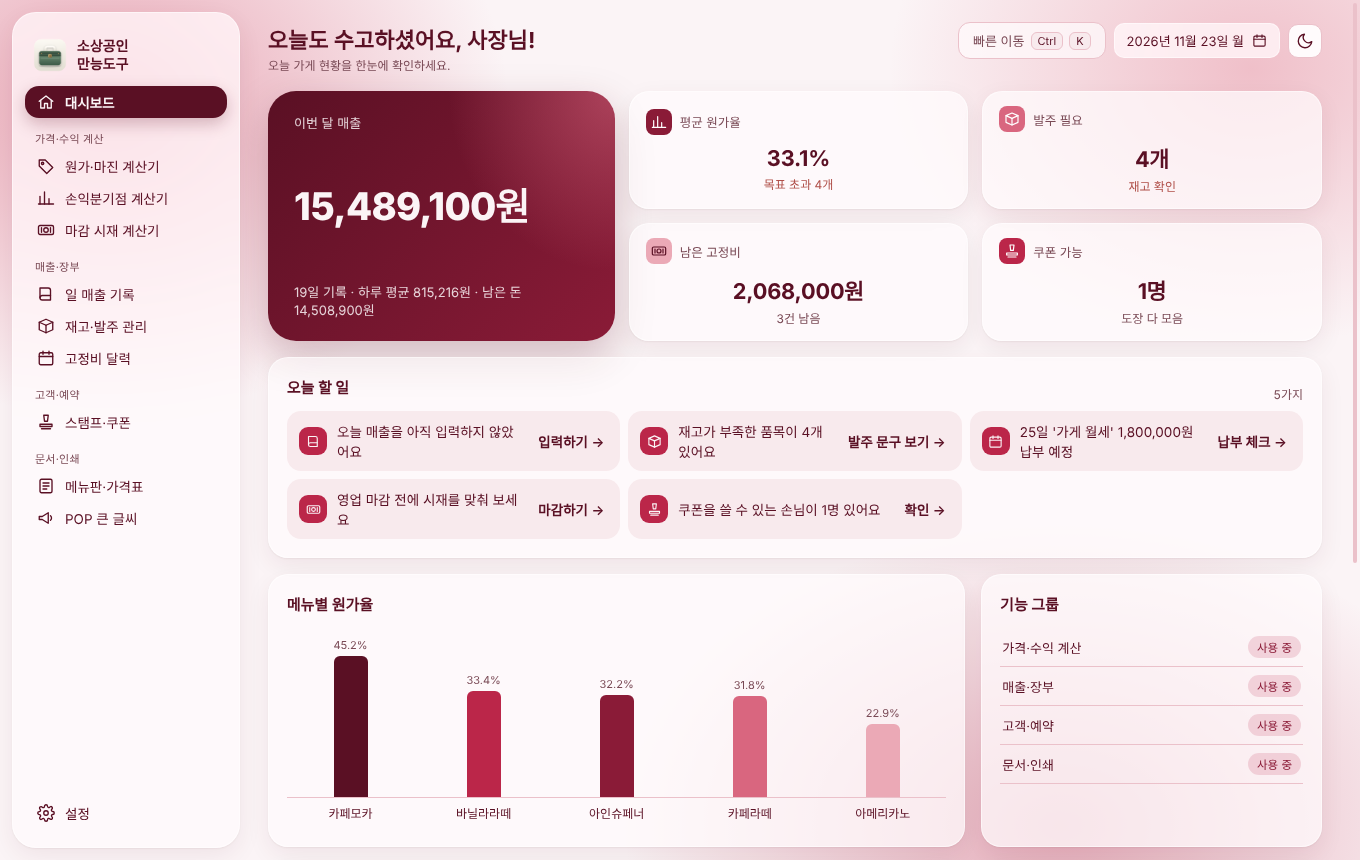 소상공인
만능도구
대시보드
가격·수익 계산
원가·마진 계산기
손익분기점 계산기
마감 시재 계산기
매출·장부
일 매출 기록
재고·발주 관리
고정비 달력
고객·예약
스탬프·쿠폰
문서·인쇄
메뉴판·가격표
POP 큰 글씨
설정
오늘도 수고하셨어요, 사장님!
오늘 가게 현황을 한눈에 확인하세요.
빠른 이동 Ctrl K
2026년 11월 23일 월
이번 달 매출
15,489,100원
19일 기록 · 하루 평균 815,216원 · 남은 돈
14,508,900원
평균 원가율
33.1%
목표 초과 4개
발주 필요
4개
재고 확인
남은 고정비
2,068,000원
3건 남음
쿠폰 가능
1명
도장 다 모음
오늘 할 일
5가지
오늘 매출을 아직 입력하지 않았
어요
입력하기 →
재고가 부족한 품목이 4개
있어요
발주 문구 보기 →
25일 '가게 월세' 1,800,000원
납부 예정
납부 체크 →
영업 마감 전에 시재를 맞춰 보세
요
마감하기 →
쿠폰을 쓸 수 있는 손님이 1명 있어요
확인 →
메뉴별 원가율
45.2%
33.4%
32.2%
31.8%
22.9%
카페모카
바닐라라떼
아인슈페너
카페라떼
아메리카노
기능 그룹
가격·수익 계산 사용 중
매출·장부 사용 중
고객·예약 사용 중
문서·인쇄 사용 중